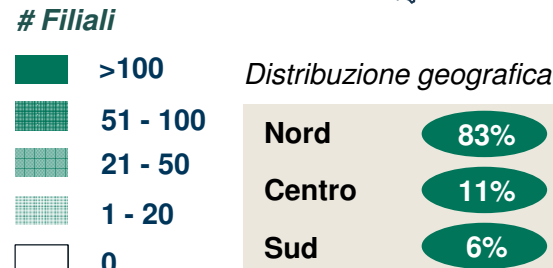 # Filiali
>100
51 - 100
21 - 50
1 - 20
0
Distribuzione geografica
Nord 83%
Centro 11%
Sud 6%